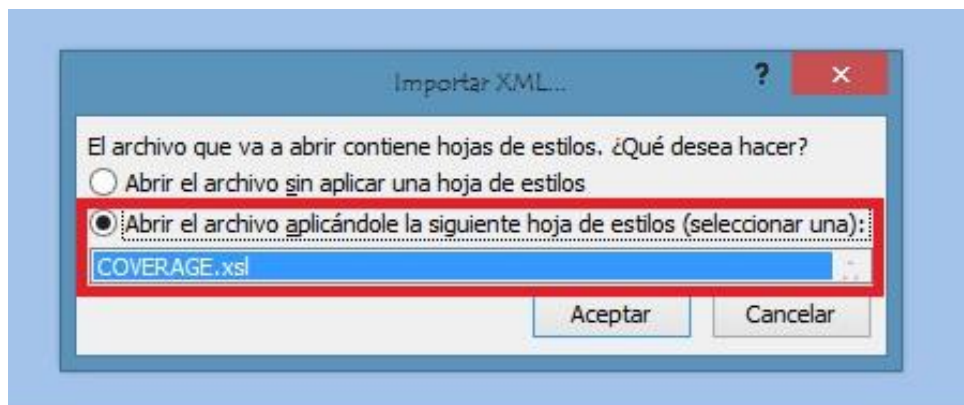 Importar XML...
?
El archivo que va a abrir contiene hojas de estilos. ¿Qué desea hacer?
Abrir el archivo sin aplicar una hoja de estilos
Abrir el archivo aplicándole la siguiente hoja de estilos (seleccionar una):
COVERAGE.xsl
Aceptar
Cancelar